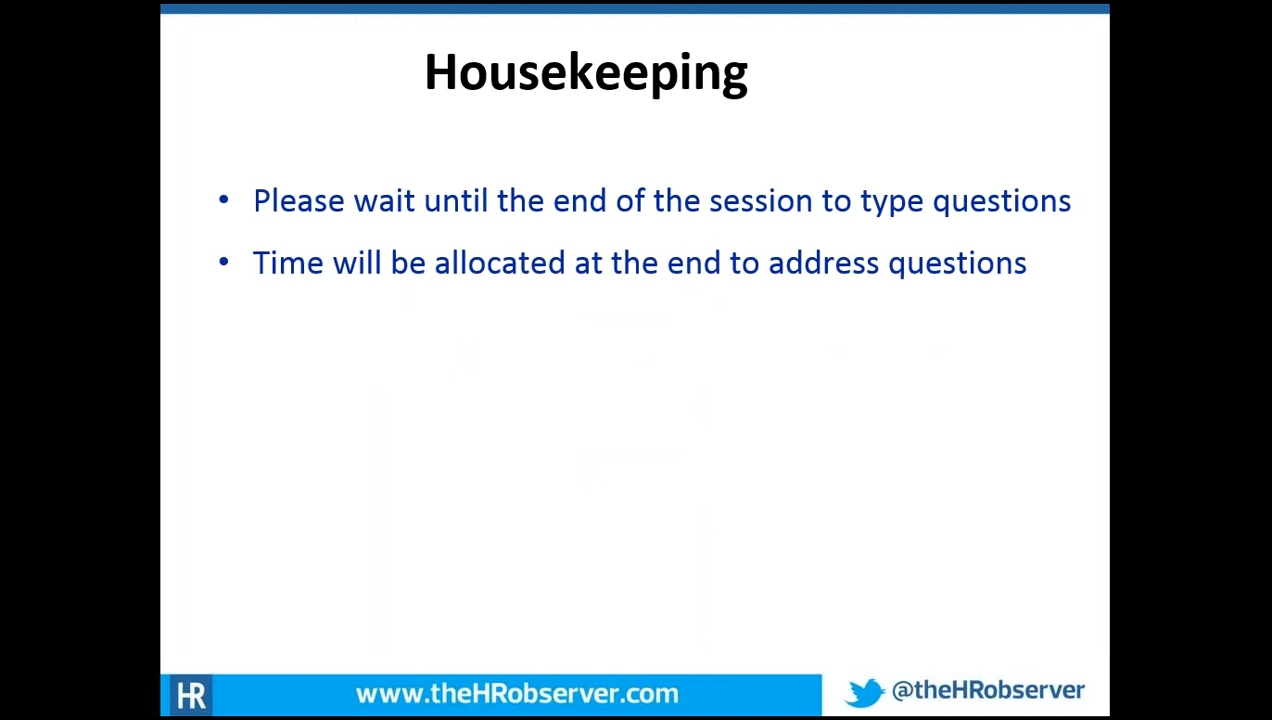 Housekeeping
• Please wait until the end of the session to type questions
• Time will be allocated at the end to address questions
HR
www.theHRobserver.com
@theHRobserver